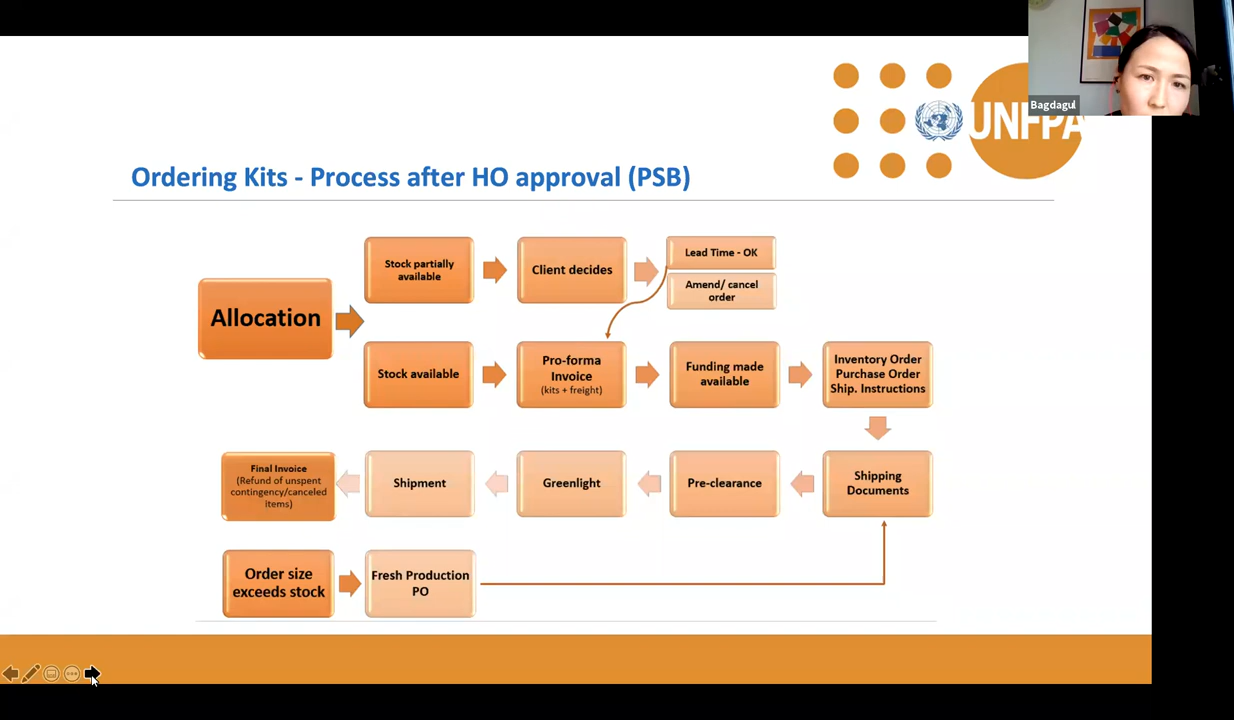 Bagdagul
UNFPA
Ordering Kits - Process after HO approval (PSB)
Allocation
Stock partially
available
Client decides
Lead Time - OK
Amend/ cancel
order
Stock available
Pro-forma
Invoice
(kits + freight)
Funding made
available
Inventory Order
Purchase Order
Ship. Instructions
Final Invoice
(Refund of unspent
contingency/canceled
items)
Shipment
Greenlight
Pre-clearance
Shipping
Documents
Order size
exceeds stock
Fresh Production
PO